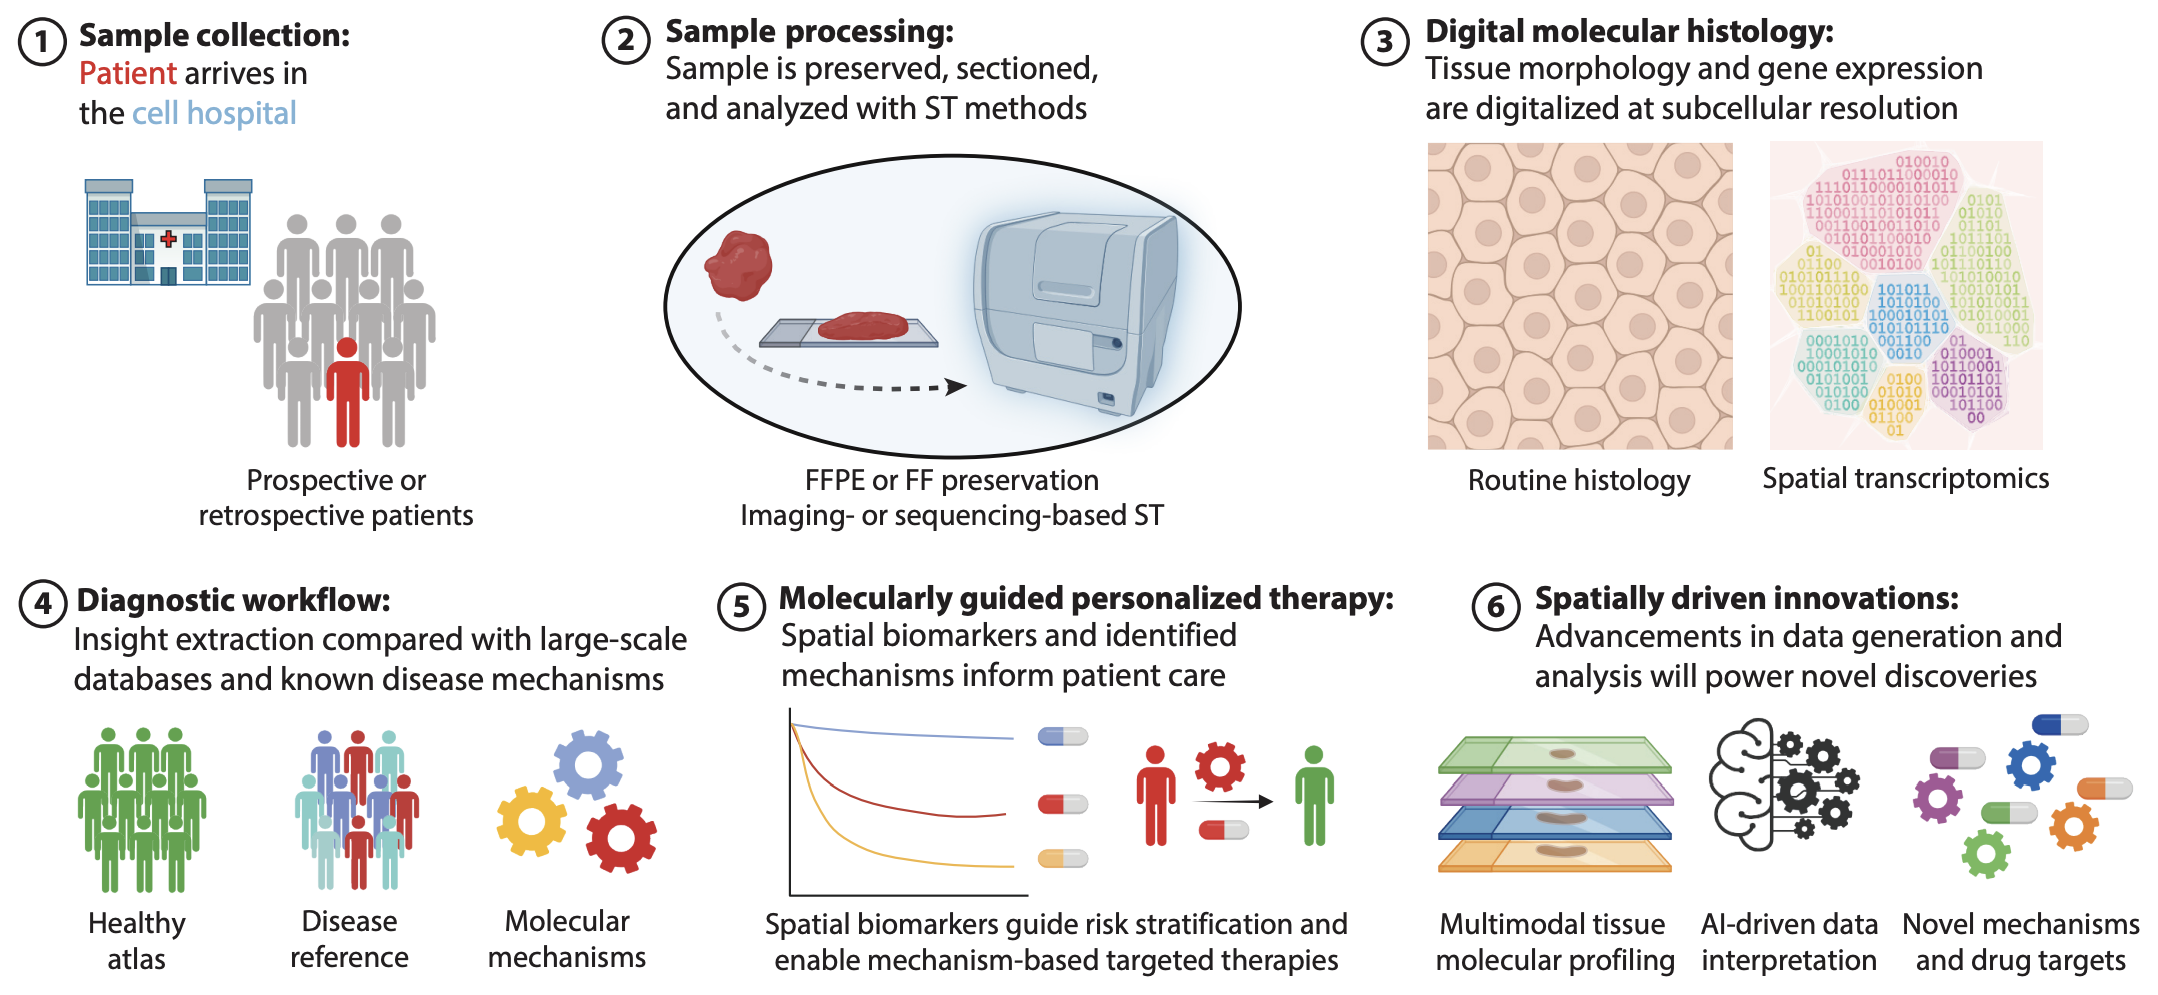 1 Sample collection:
Patient arrives in
the cell hospital
Prospective or
retrospective patients
2 Sample processing:
Sample is preserved, sectioned,
and analyzed with ST methods
FFPE or FF preservation
Imaging- or sequencing-based ST
3 Digital molecular histology:
Tissue morphology and gene expression
are digitalized at subcellular resolution
Routine histology
010010
0111011000010
1110110000101011
Spatial transcriptomics
4 Diagnostic workflow:
Insight extraction compared with large-scale
databases and known disease mechanisms
Healthy
atlas
Disease
reference
Molecular
mechanisms
5 Molecularly guided personalized therapy:
Spatial biomarkers and identified
mechanisms inform patient care
Spatial biomarkers guide risk stratification and
enable mechanism-based targeted therapies
6 Spatially driven innovations:
Advancements in data generation and
analysis will power novel discoveries
Multimodal tissue
molecular profiling
AI-driven data
interpretation
Novel mechanisms
and drug targets